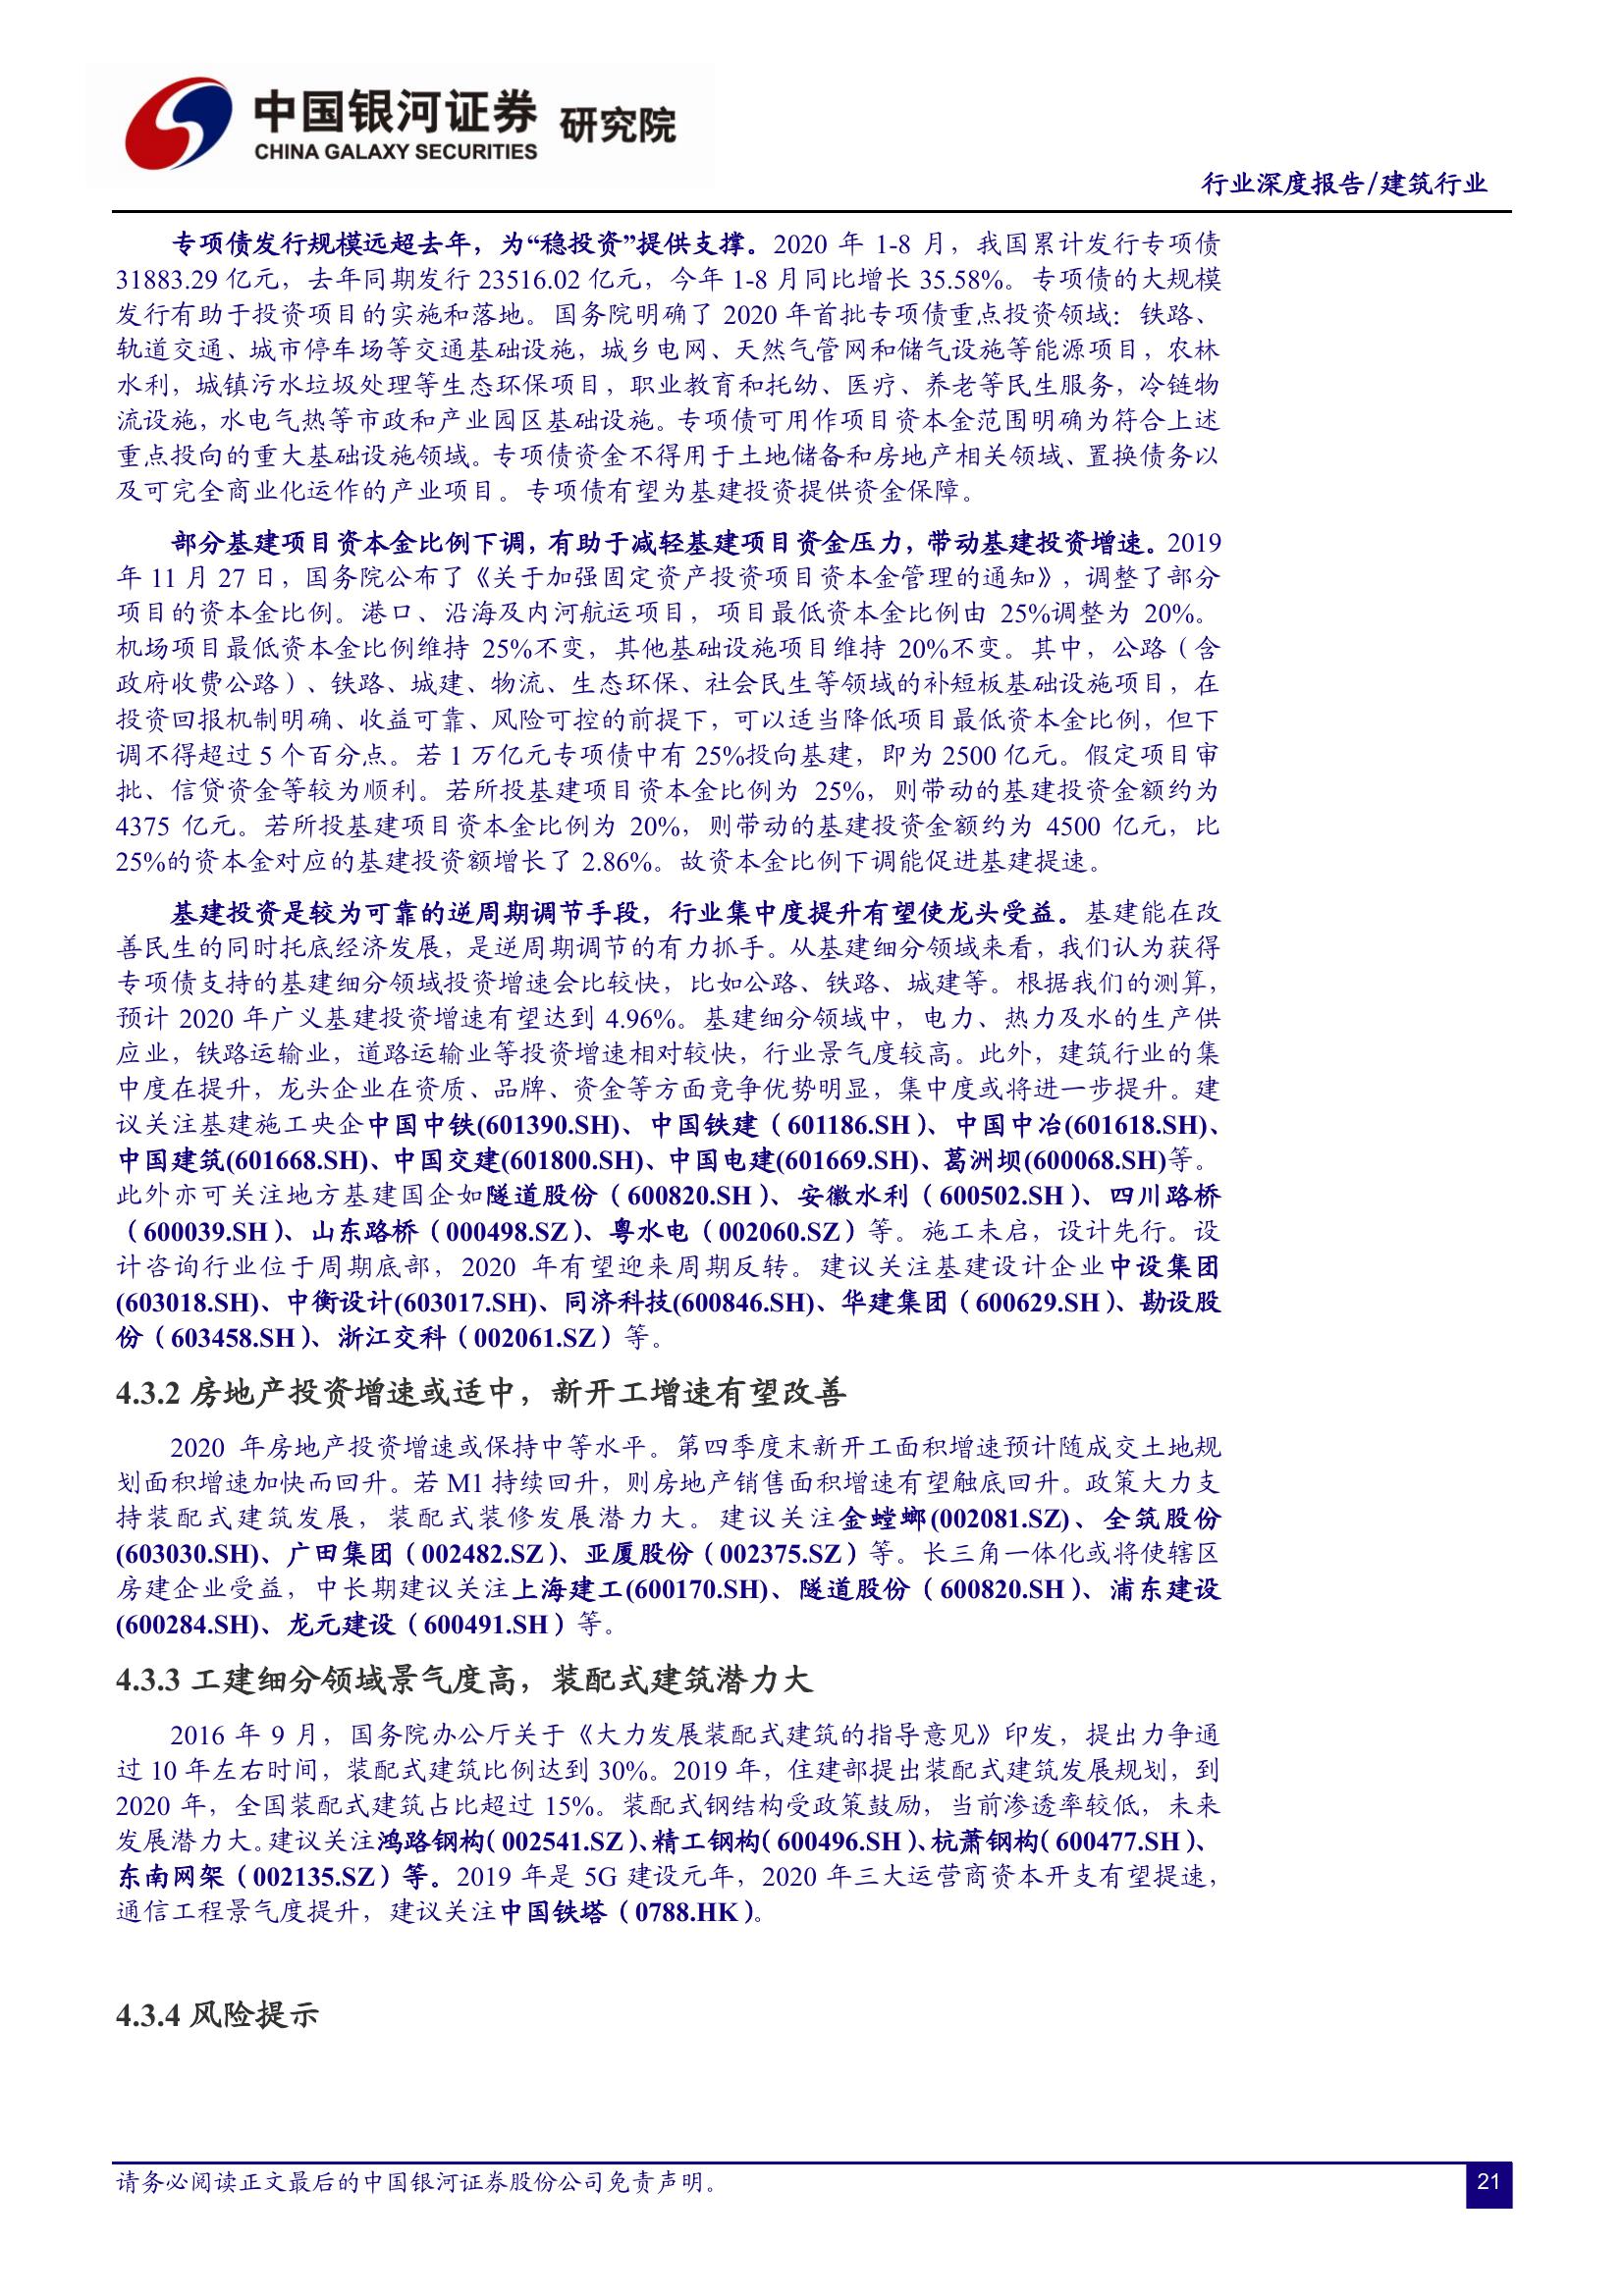 中国银河证券 研究院
CHINA GALAXY SECURITIES
行业深度报告/建筑行业
专项债发行规模远超去年，为“稳投资”提供支撑。2020 年 1-8 月，我国累计发行专项债
31883.29 亿元，去年同期发行 23516.02 亿元，今年 1-8 月同比增长 35.58%。专项债的大规模
发行有助于投资项目的实施和落地。国务院明确了 2020 年首批专项债重点投资领域：铁路、
轨道交通、城市停车场等交通基础设施，城乡电网、天然气管网和储气设施等能源项目，农林
水利，城镇污水垃圾处理等生态环保项目，职业教育和托幼、医疗、养老等民生服务，冷链物
流设施，水电气热等市政和产业园区基础设施。专项债可用作项目资本金范围明确为符合上述
重点投向的重大基础设施领域。专项债资金不得用于土地储备和房地产相关领域、置换债务以
及可完全商业化运作的产业项目。专项债有望为基建投资提供资金保障。
部分基建项目资本金比例下调，有助于减轻基建项目资金压力，带动基建投资增速。2019
年 11 月 27 日，国务院公布了《关于加强固定资产投资项目资本金管理的通知》，调整了部分
项目的资本金比例。港口、沿海及内河航运项目，项目最低资本金比例由 25%调整为 20%。
机场项目最低资本金比例维持 25%不变，其他基础设施项目维持 20%不变。其中，公路（含
政府收费公路）、铁路、城建、物流、生态环保、社会民生等领域的补短板基础设施项目，在
投资回报机制明确、收益可靠、风险可控的前提下，可以适当降低项目最低资本金比例，但下
调不得超过 5 个百分点。若 1 万亿元专项债中有 25%投向基建，即为 2500 亿元。假定项目审
批、信贷资金等较为顺利。若所投基建项目资本金比例为 25%，则带动的基建投资金额约为
4375 亿元。若所投基建项目资本金比例为 20%，则带动的基建投资金额约为 4500 亿元，比
25%的资本金对应的基建投资额增长了 2.86%。故资本金比例下调能促进基建提速。
基建投资是较为可靠的逆周期调节手段，行业集中度提升有望使龙头受益。基建能在改
善民生的同时托底经济发展，是逆周期调节的有力抓手。从基建细分领域来看，我们认为获得
专项债支持的基建细分领域投资增速会比较快，比如公路、铁路、城建等。根据我们的测算，
预计 2020 年广义基建投资增速有望达到 4.96%。基建细分领域中，电力、热力及水的生产供
应业，铁路运输业，道路运输业等投资增速相对较快，行业景气度较高。此外，建筑行业的集
中度在提升，龙头企业在资质、品牌、资金等方面竞争优势明显，集中度或将进一步提升。建
议关注基建施工央企中国中铁(601390.SH)、中国铁建（601186.SH）、中国中冶(601618.SH)、
中国建筑(601668.SH)、中国交建(601800.SH)、中国电建(601669.SH)、葛洲坝(600068.SH)等。
此外亦可关注地方基建国企如隧道股份（600820.SH）、安徽水利（600502.SH）、四川路桥
（600039.SH）、山东路桥（000498.SZ）、粤水电（002060.SZ）等。施工未启，设计先行。设
计咨询行业位于周期底部，2020 年有望迎来周期反转。建议关注基建设计企业中设集团
(603018.SH)、中衡设计(603017.SH)、同济科技(600846.SH)、华建集团（600629.SH）、勘设股
份（603458.SH）、浙江交科（002061.SZ）等。
4.3.2 房地产投资增速或适中，新开工增速有望改善
2020 年房地产投资增速或保持中等水平。第四季度末新开工面积增速预计随成交土地规
划面积增速加快而回升。若 M1 持续回升，则房地产销售面积增速有望触底回升。政策大力支
持装配式建筑发展，装配式装修发展潜力大。建议关注金螳螂(002081.SZ)、全筑股份
(603030.SH)、广田集团（002482.SZ）、亚厦股份（002375.SZ）等。长三角一体化或将使辖区
房建企业受益，中长期建议关注上海建工(600170.SH)、隧道股份（600820.SH）、浦东建设
(600284.SH)、龙元建设（600491.SH）等。
4.3.3 工建细分领域景气度高，装配式建筑潜力大
2016 年 9 月，国务院办公厅关于《大力发展装配式建筑的指导意见》印发，提出力争通
过 10 年左右时间，装配式建筑比例达到 30%。2019 年，住建部提出装配式建筑发展规划，到
2020 年，全国装配式建筑占比超过 15%。装配式钢结构受政策鼓励，当前渗透率较低，未来
发展潜力大。建议关注鸿路钢构（002541.SZ）、精工钢构（600496.SH）、杭萧钢构（600477.SH）、
东南网架（002135.SZ）等。2019 年是 5G 建设元年，2020 年三大运营商资本开支有望提速，
通信工程景气度提升，建议关注中国铁塔（0788.HK）。
4.3.4 风险提示
请务必阅读正文最后的中国银河证券股份公司免责声明。
21